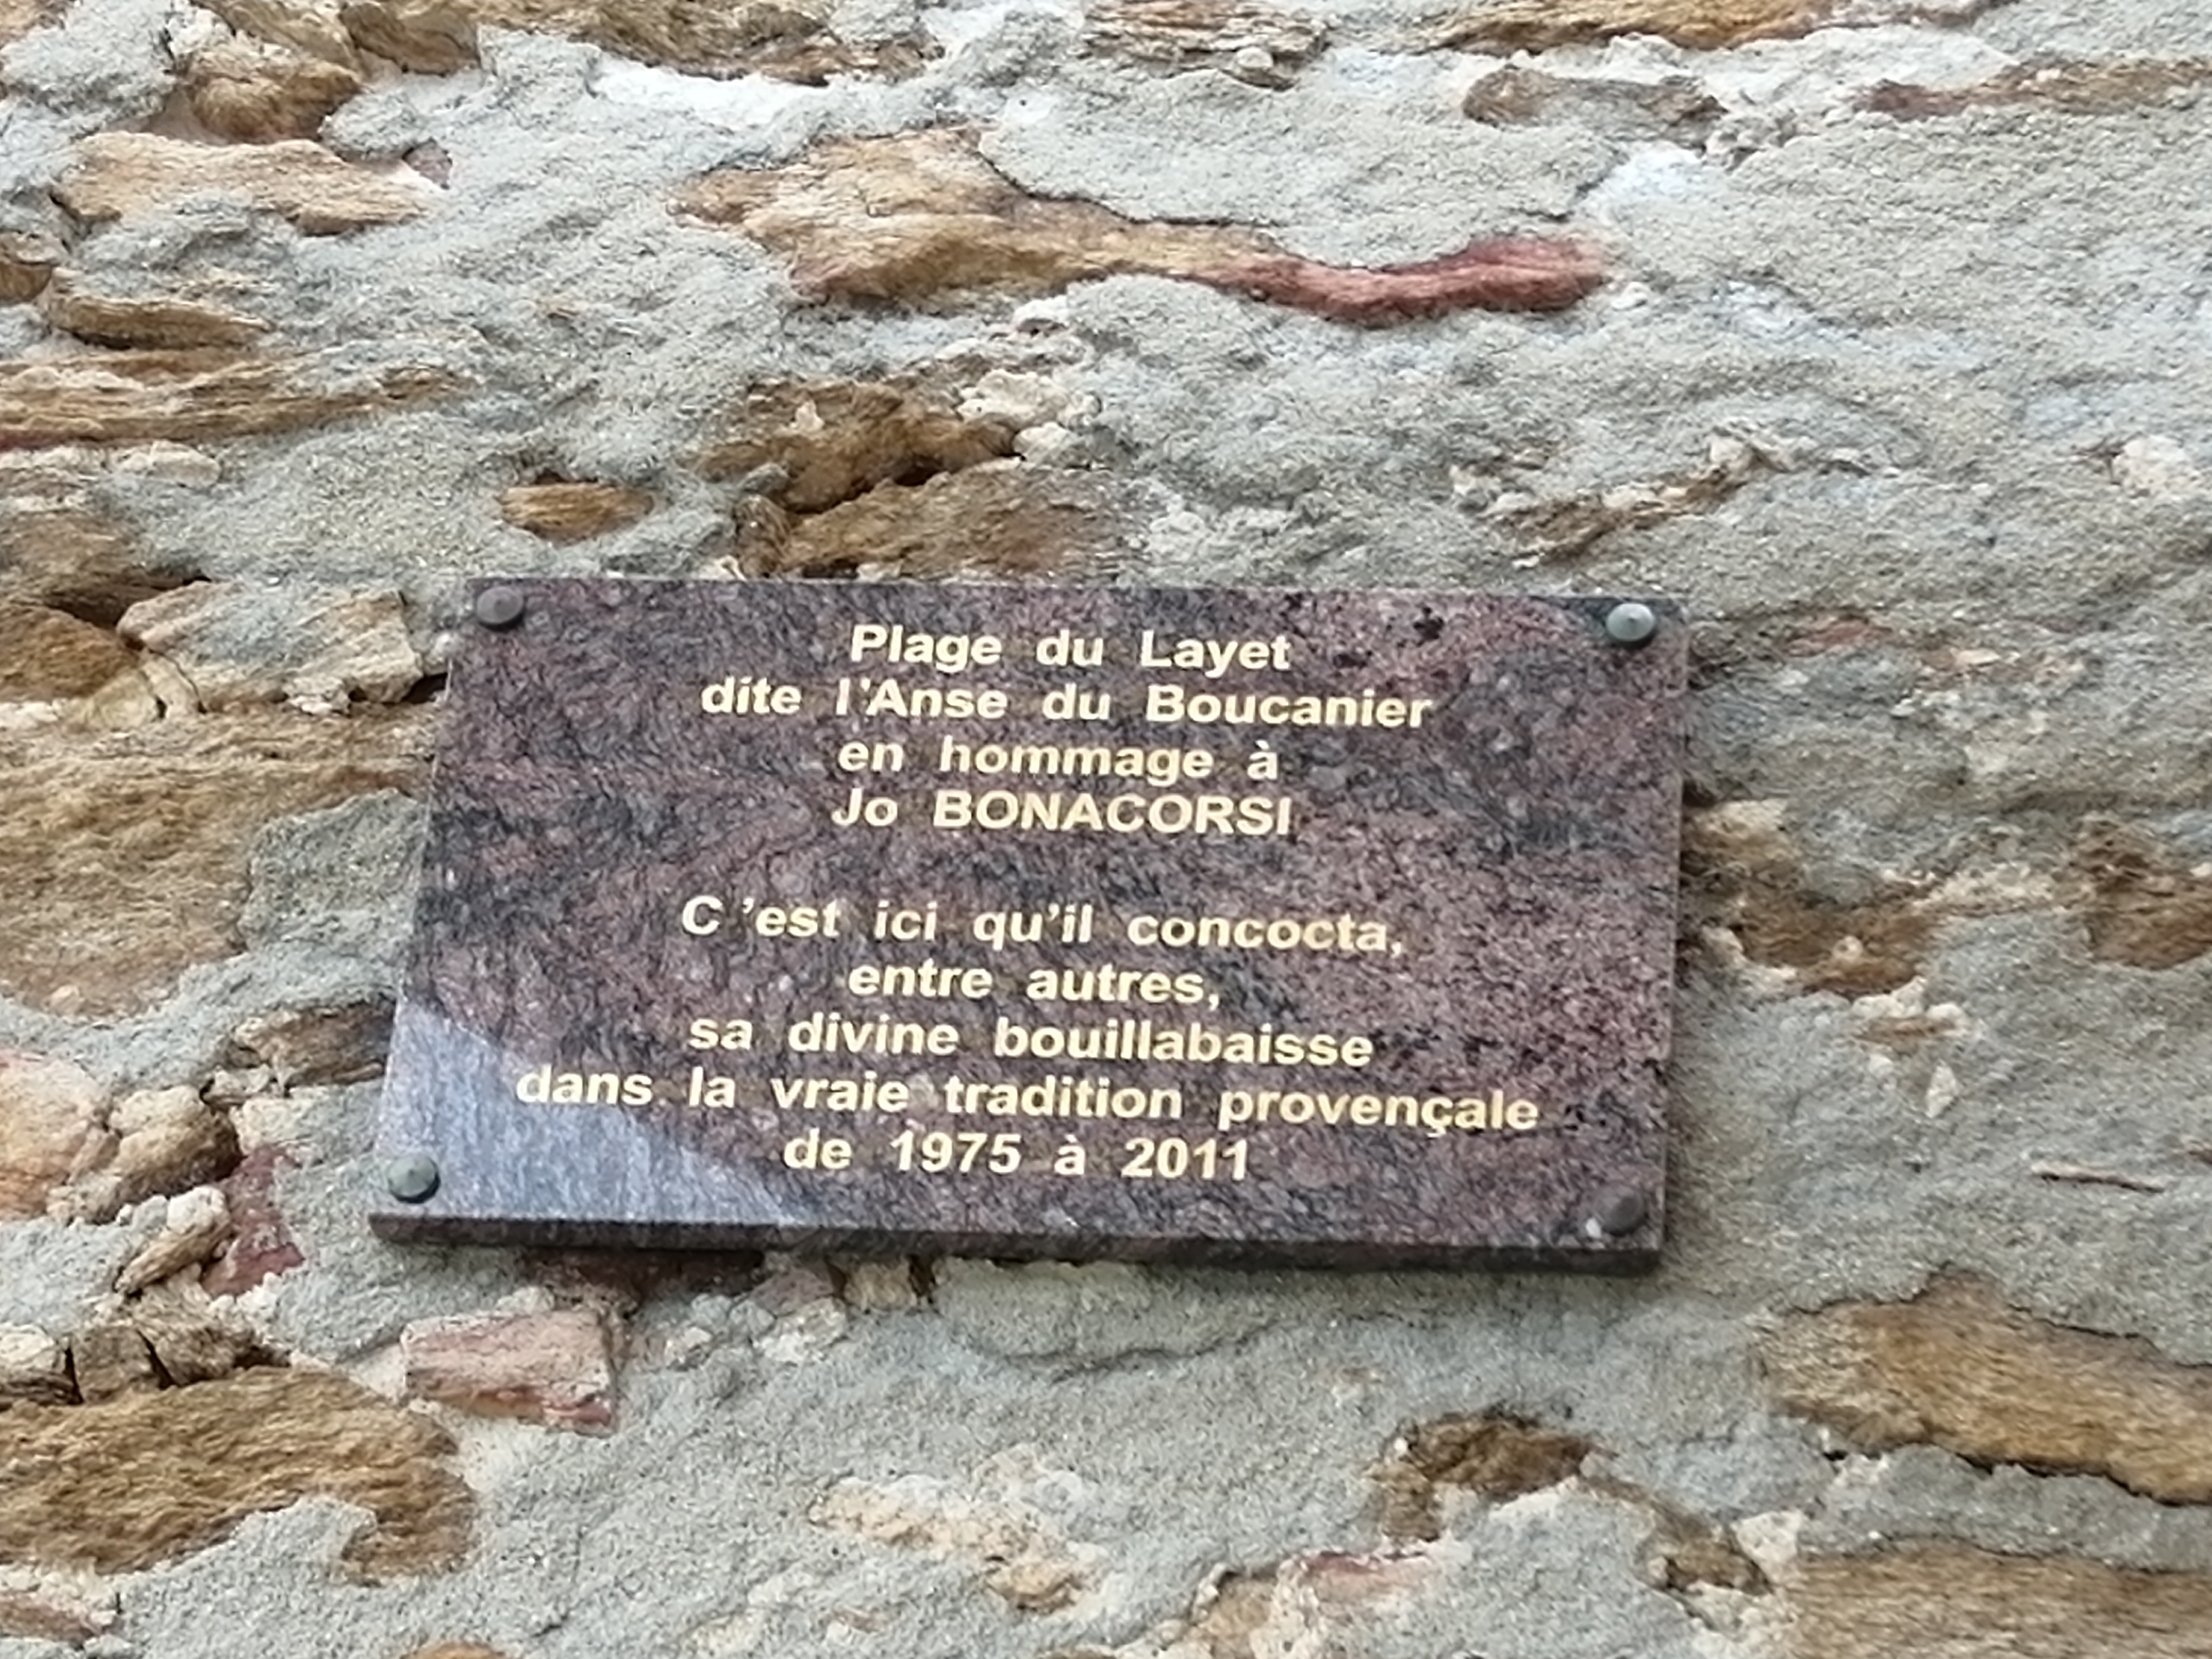 Plage du Layet
dite l'Anse du Boucanier
en hommage à
Jo BONACORSI
C'est ici qu'il concocta,
entre autres,
sa divine bouillabaisse
dans la vraie tradition provençale
de 1975 à 2011